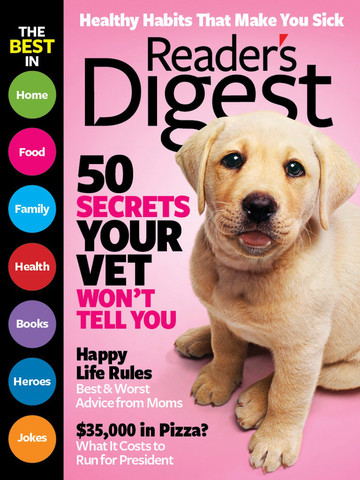 Healthy Habits That Make You Sick
THE
BEST
IN
Home
Food
Family
Health
Books
Heroes
Jokes
Reader's
Digest
50
SECRETS
YOUR
VET
WON'T
TELL YOU
Happy
Life Rules
Best & Worst
Advice from Moms
$35,000 in Pizza?
What It Costs to
Run for President